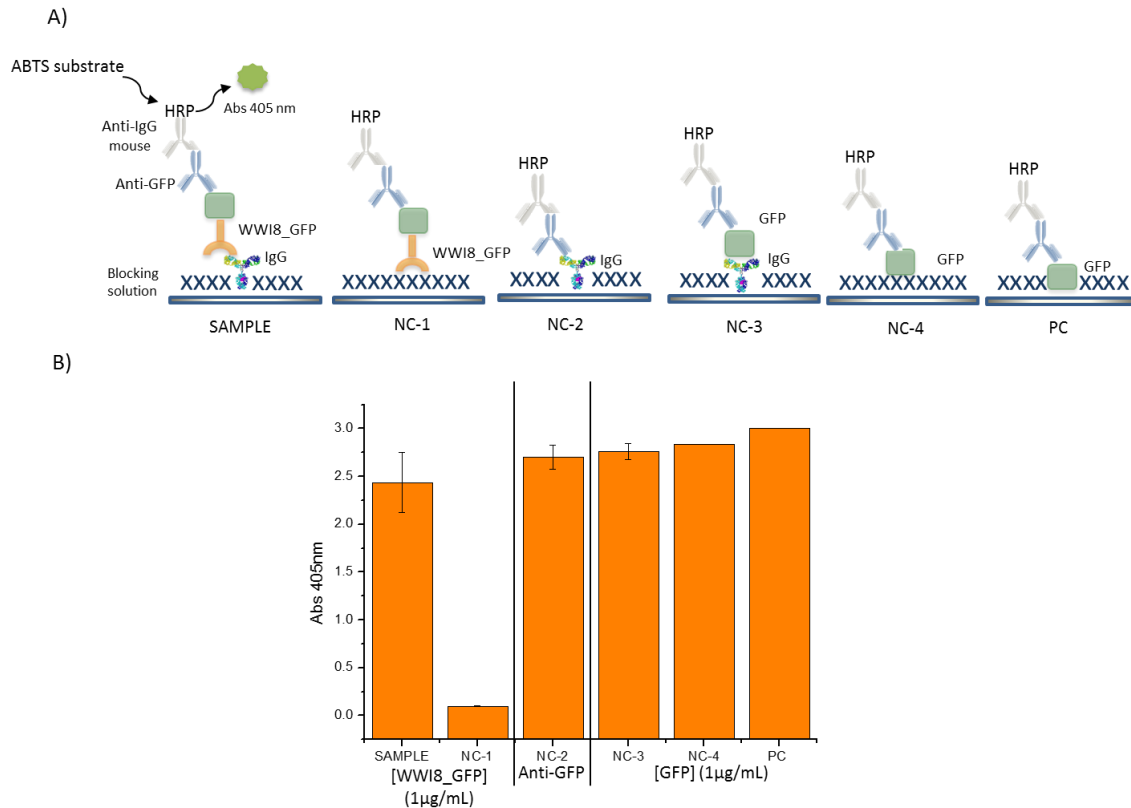 A)
ABTS substrate
HRP
Abs 405 nm
Anti-IgG
mouse
Anti-GFP
WWI8_GFP
IgG
Blocking
solution
XXXX XXXX
SAMPLE
HRP
WWI8_GFP
XXXXXXXXXX
NC-1
HRP
IgG
XXXX XXXX
NC-2
HRP
GFP
IgG
XXXX XXXX
NC-3
HRP
GFP
XXXXXXXXXX
NC-4
HRP
GFP
XXXX XXXX
PC
B)
Abs 405nm
3.0
2.5
2.0
1.5
1.0
0.5
0.0
SAMPLE NC-1 NC-2 NC-3 NC-4 PC
[WWI8_GFP] Anti-GFP [GFP] (1µg/mL)
(1µg/mL)